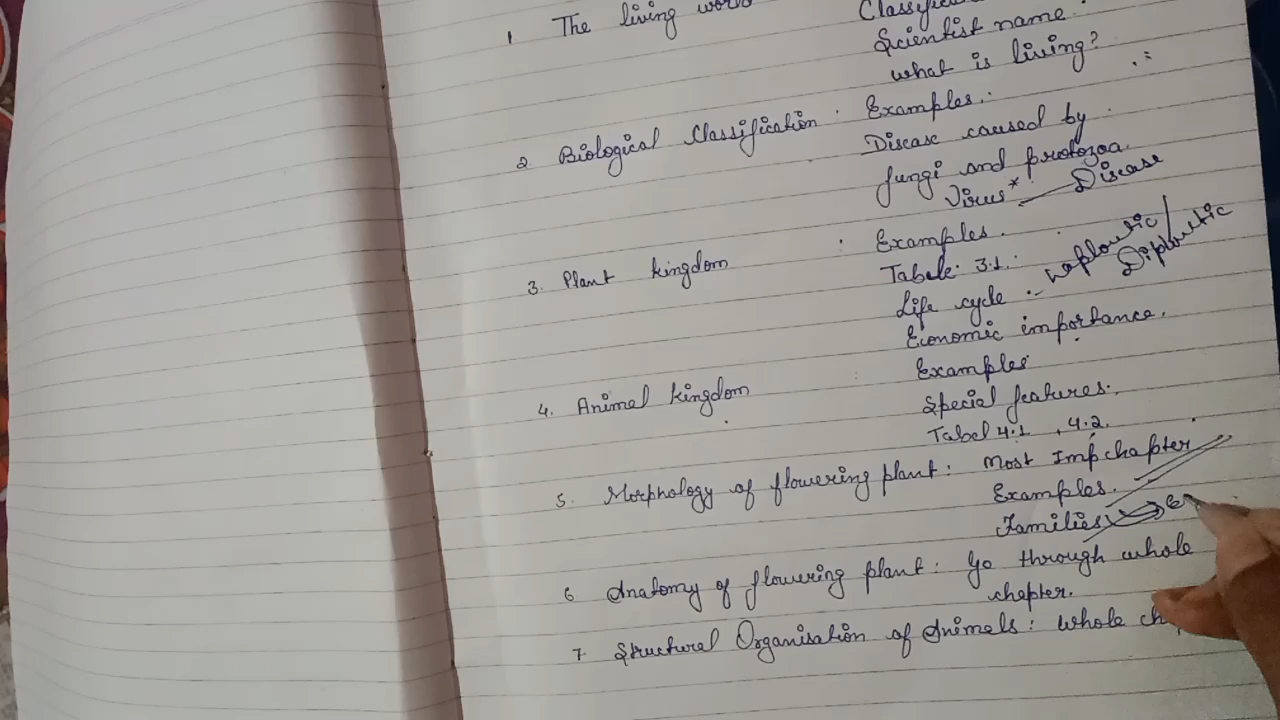 1 The living world Classific
Scientist name.
what is living?
2. Biological Classification. Examples.
Disease caused by
fungi and protozoa.
Virus* — Disease
3. Plant kingdom : Examples.
Tabele 3.1.
Life cycle :- haplontic /
Diplontic
Economic importance.
4. Animal kingdom : Examples
Special features.
Tabel 4.1, 4.2.
5. Morphology of flowering plant: Most Imp chapter
Examples.
Families
6 Anatomy of flowering plant: Go through whole
chapter.
7 Structural Organisation of Animels: Whole ch